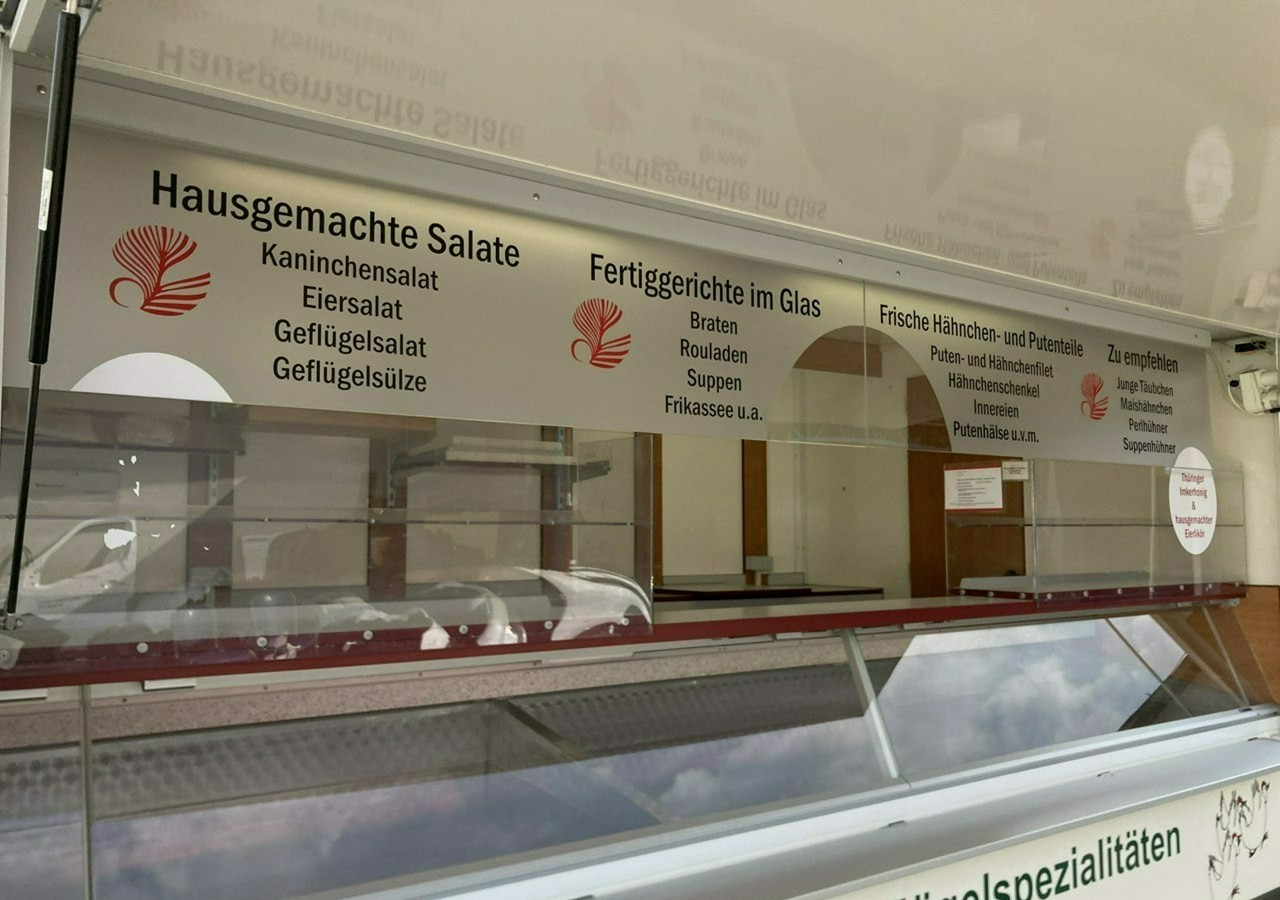 Hausgemachte Salate
Kaninchensalat
Eiersalat
Geflügelsalat
Geflügelsülze
Fertiggerichte im Glas
Braten
Rouladen
Suppen
Frikassee u.a.
Frische Hähnchen- und Putenteile
Puten- und Hähnchenfilet
Hähnchenschenkel
Innereien
Putenhälse u.v.m.
Zu empfehlen
Junge Täubchen
Maishähnchen
Perlhühner
Suppenhühner
Thüringer
Imkerhonig
&
hausgemachter
Eierlikör